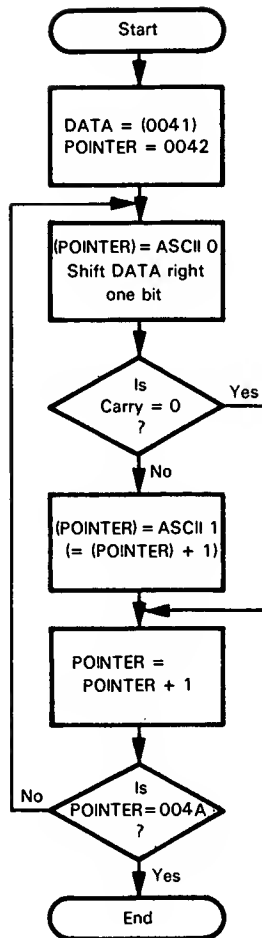 Start
DATA = (0041)
POINTER = 0042
(POINTER) = ASCII 0
Shift DATA right
one bit
Is
Carry = 0
?
Yes
No
(POINTER) = ASCII 1
(= (POINTER) + 1)
POINTER =
POINTER + 1
Is
POINTER = 004A
?
No
Yes
End